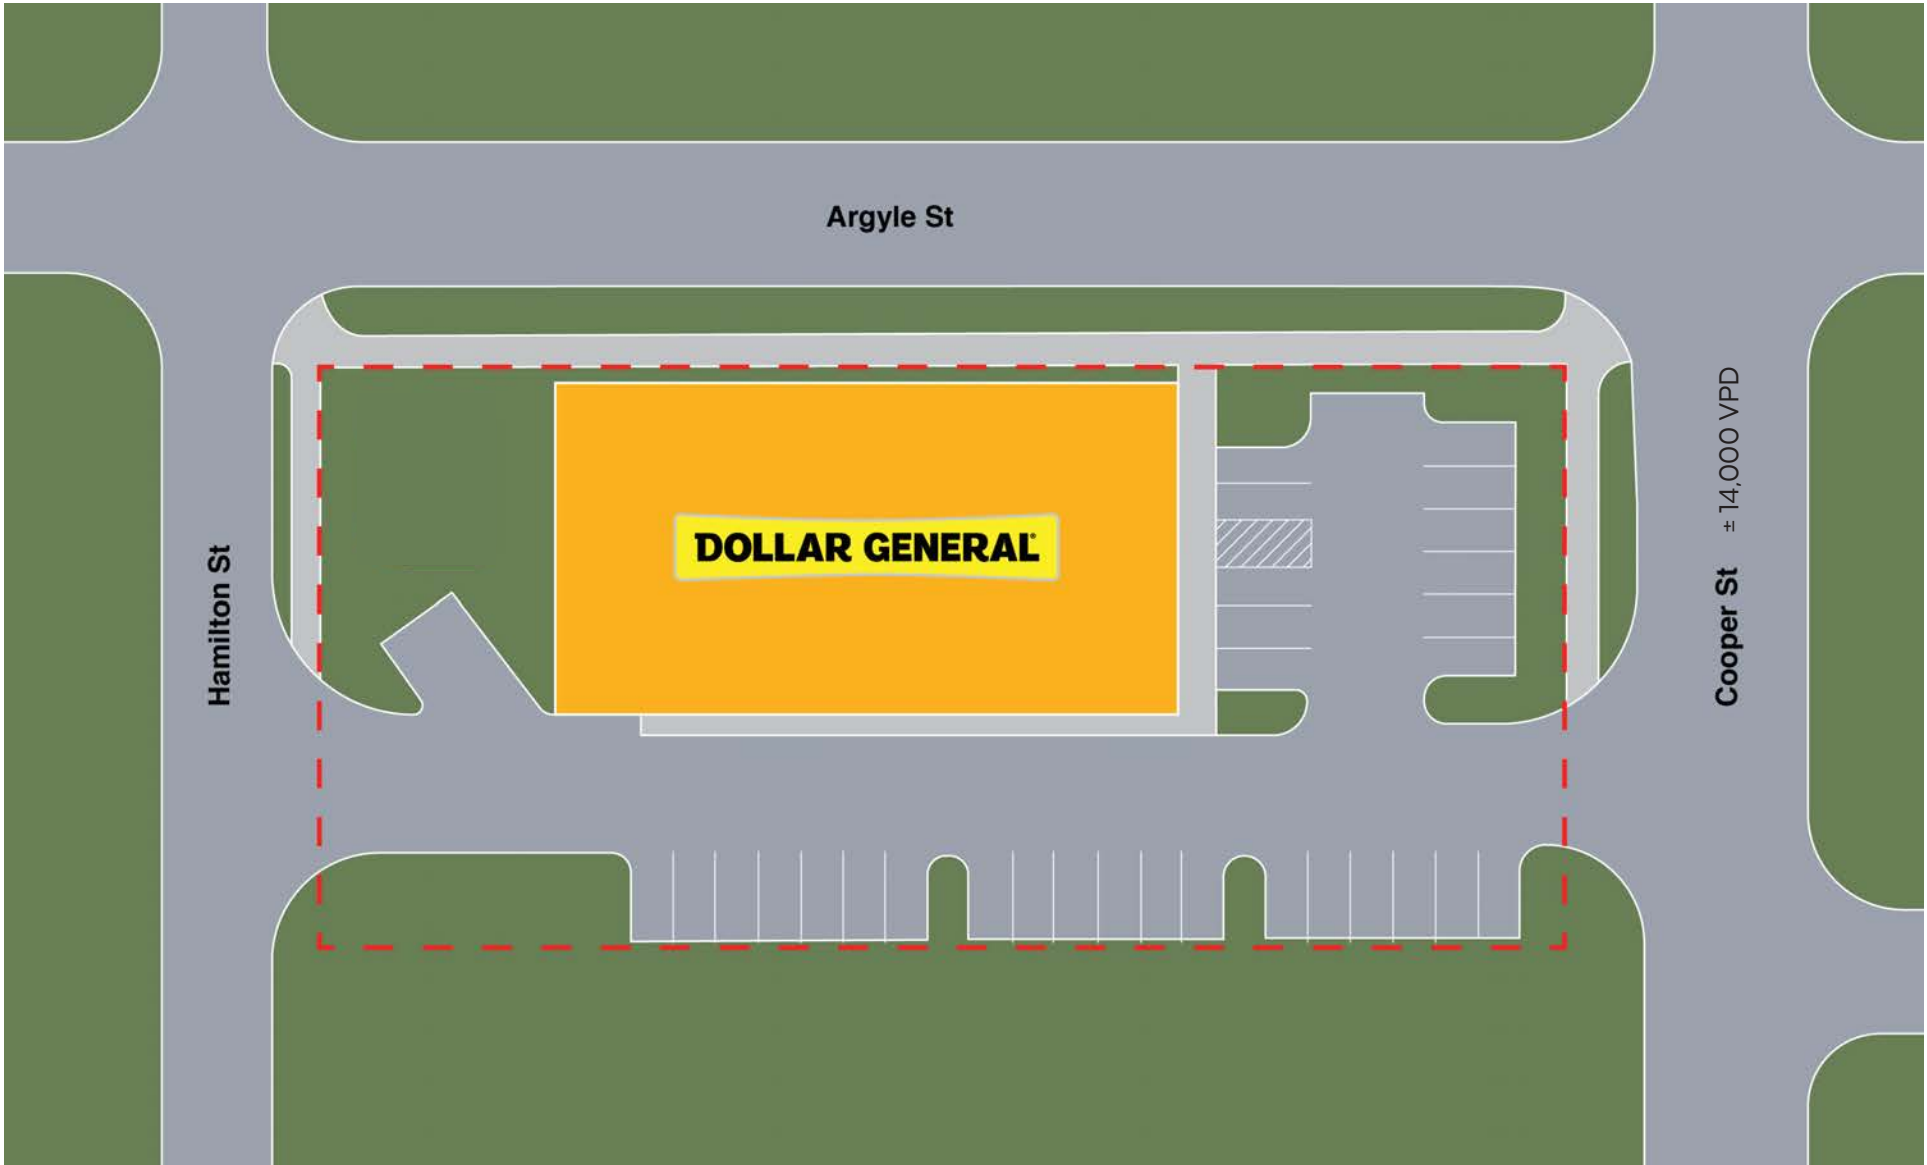 Argyle St
DOLLAR GENERAL
Hamilton St
Cooper St ± 14,000 VPD